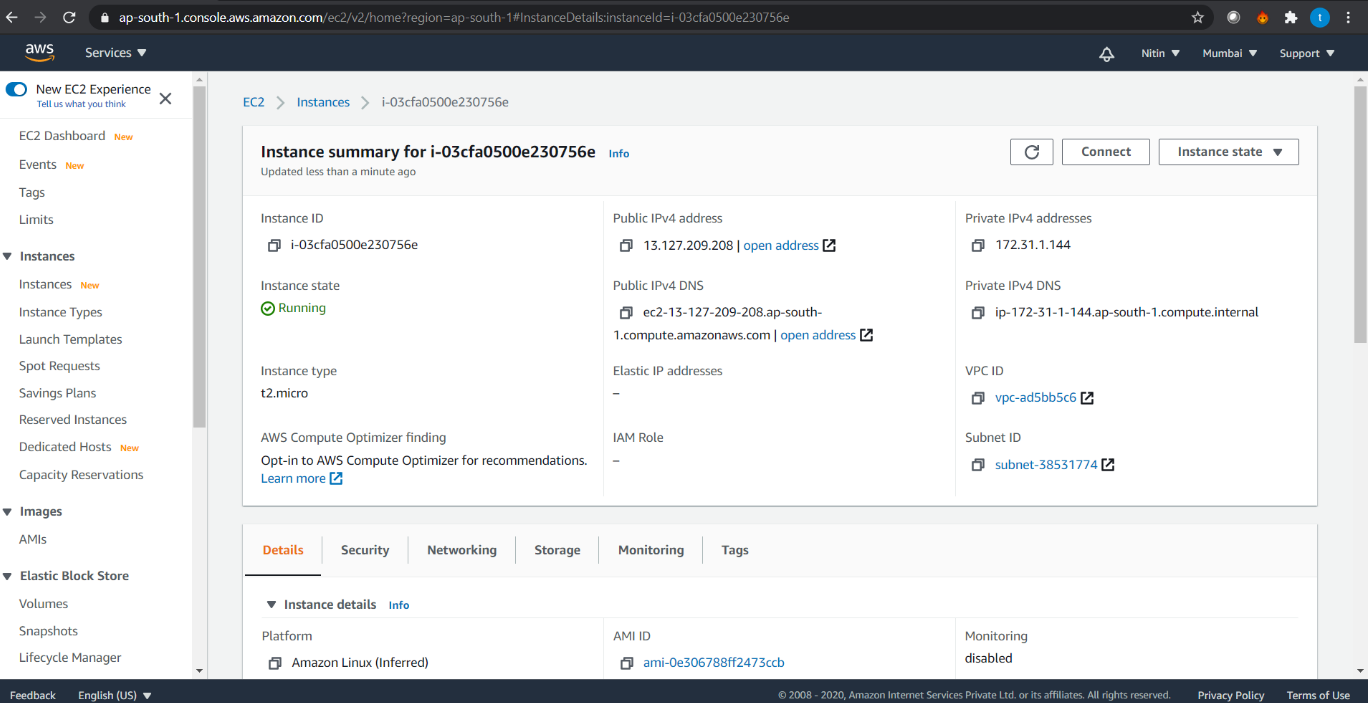 ap-south-1.console.aws.amazon.com/ec2/v2/home?region=ap-south-1#InstanceDetails:instanceId=i-03cfa0500e230756e
t
aws
Services
Nitin
Mumbai
Support
New EC2 Experience
Tell us what you think
EC2 Dashboard New
Events New
Tags
Limits
Instances
Instances New
Instance Types
Launch Templates
Spot Requests
Savings Plans
Reserved Instances
Dedicated Hosts New
Capacity Reservations
Images
AMIs
Elastic Block Store
Volumes
Snapshots
Lifecycle Manager
EC2 Instances i-03cfa0500e230756e
Instance summary for i-03cfa0500e230756e Info
Updated less than a minute ago
Connect
Instance state
Instance ID
i-03cfa0500e230756e
Public IPv4 address
13.127.209.208 | open address
Private IPv4 addresses
172.31.1.144
Instance state
Running
Public IPv4 DNS
ec2-13-127-209-208.ap-south-
1.compute.amazonaws.com | open address
Private IPv4 DNS
ip-172-31-1-144.ap-south-1.compute.internal
Instance type
t2.micro
Elastic IP addresses
–
VPC ID
vpc-ad5bb5c6
AWS Compute Optimizer finding
Opt-in to AWS Compute Optimizer for recommendations.
Learn more
IAM Role
–
Subnet ID
subnet-38531774
Details
Security
Networking
Storage
Monitoring
Tags
Instance details Info
Platform
Amazon Linux (Inferred)
AMI ID
ami-0e306788ff2473ccb
Monitoring
disabled
Feedback
English (US)
© 2008 - 2020, Amazon Internet Services Private Ltd. or its affiliates. All rights reserved.
Privacy Policy
Terms of Use